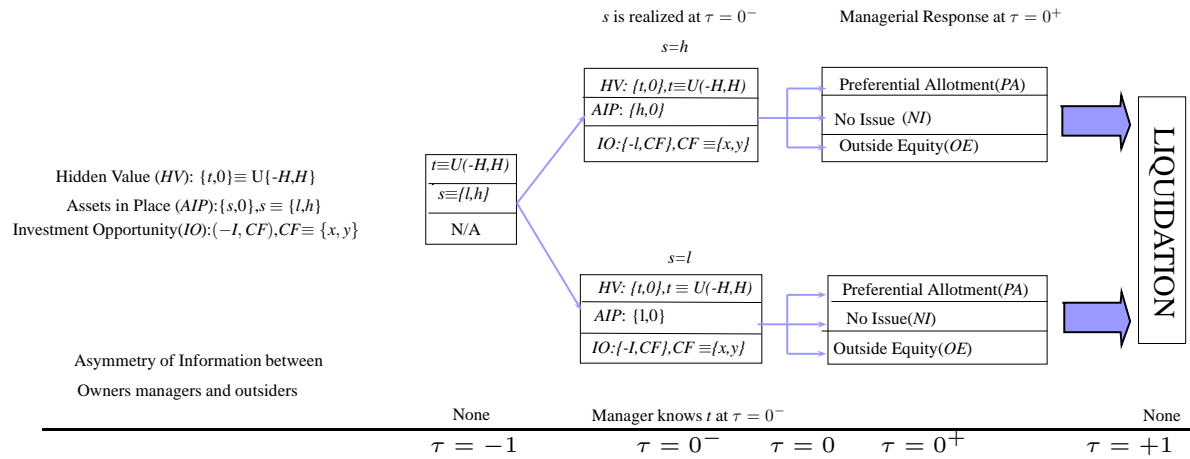 s is realized at τ = 0⁻
Managerial Response at τ = 0⁺
s=h
HV: {t,0},t≡U(-H,H)
AIP: {h,0}
IO:{-l,CF},CF ≡{x,y}
Preferential Allotment(PA)
No Issue (NI)
Outside Equity(OE)
LIQUIDATION
Hidden Value (HV): {t,0}≡ U{-H,H}
Assets in Place (AIP):{s,0},s ≡ {l,h}
Investment Opportunity(IO):(−I, CF),CF≡ {x, y}
t≡U(-H,H)
s≡{l,h}
N/A
s=l
HV: {t,0},t ≡ U(-H,H)
AIP: {l,0}
IO:{-I,CF},CF ≡{x,y}
Preferential Allotment(PA)
No Issue(NI)
Outside Equity(OE)
Asymmetry of Information between
Owners managers and outsiders
None
Manager knows t at τ = 0⁻
None
τ = −1
τ = 0⁻
τ = 0
τ = 0⁺
τ = +1